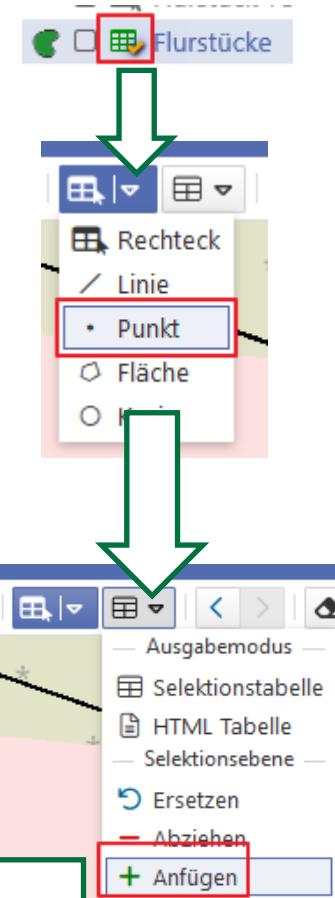 Flurstücke
Rechteck
Linie
Punkt
Fläche
Ausgabemodus
Selektionstabelle
HTML Tabelle
Selektionsebene
Ersetzen
Abziehen
Anfügen